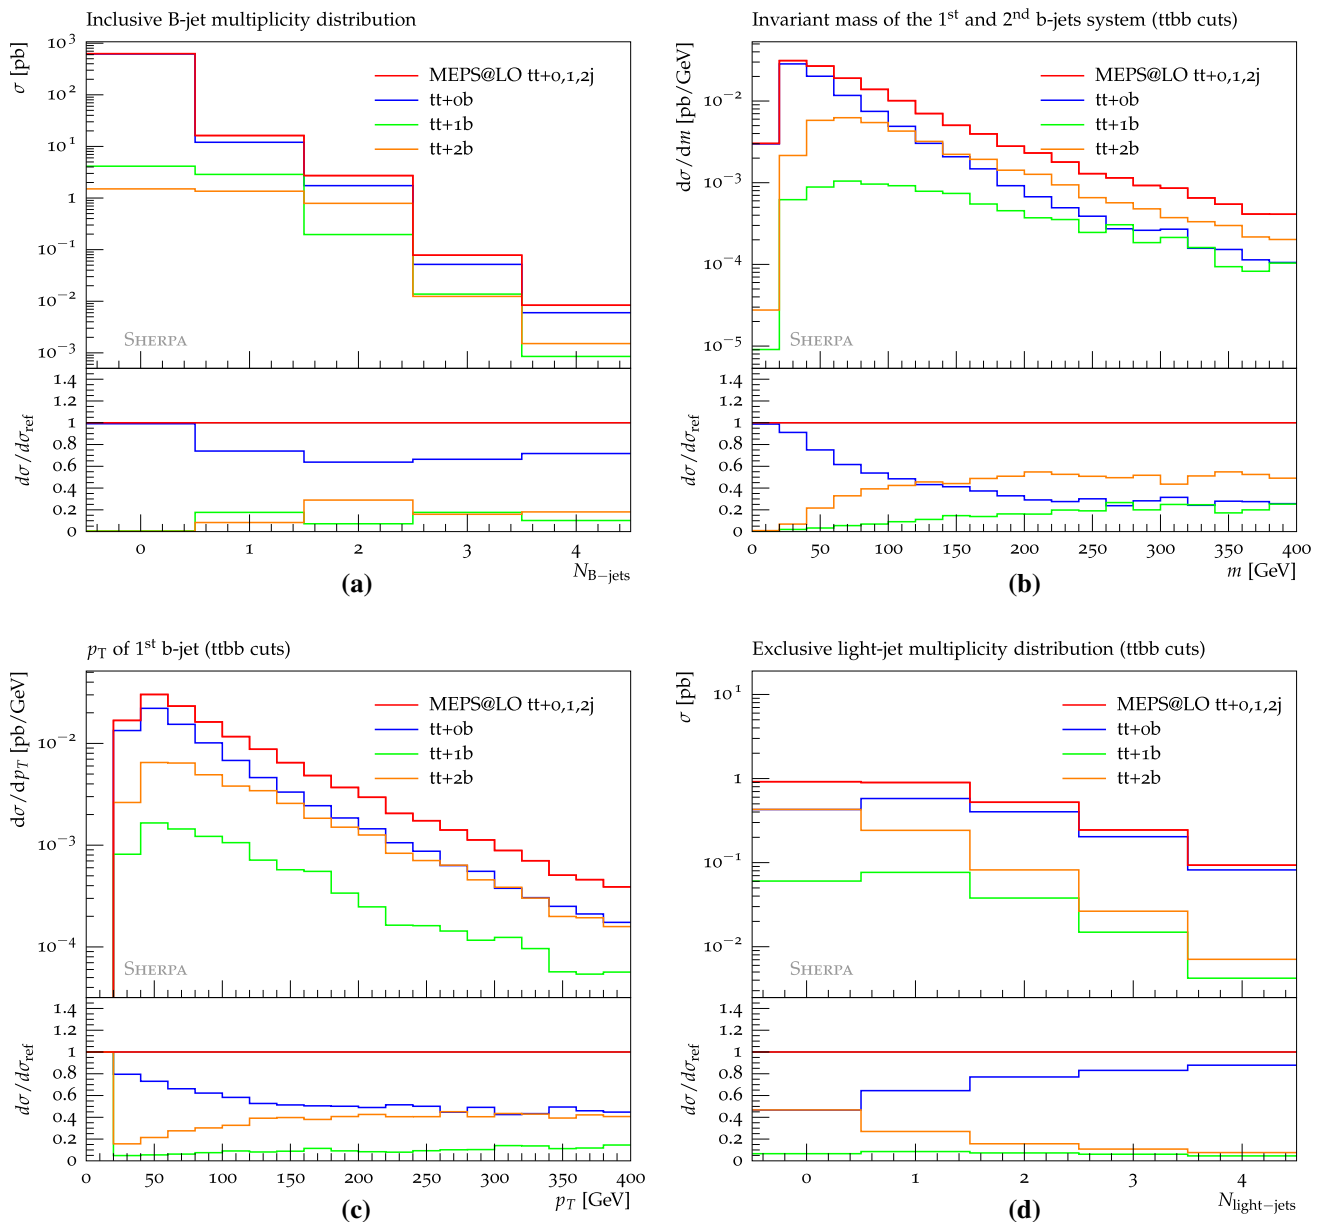 Inclusive B-jet multiplicity distribution
σ [pb]
10³
10²
10¹
1
10⁻¹
10⁻²
10⁻³
MEPS@LO tt+0,1,2j
tt+0b
tt+1b
tt+2b
SHERPA
1.4
1.2
1
0.8
0.6
0.4
0.2
0
dσ/dσref
0 1 2 3 4
N_B−jets
(a)
Invariant mass of the 1st and 2nd b-jets system (ttbb cuts)
dσ/dm [pb/GeV]
10⁻²
10⁻³
10⁻⁴
10⁻⁵
MEPS@LO tt+0,1,2j
tt+0b
tt+1b
tt+2b
SHERPA
1.4
1.2
1
0.8
0.6
0.4
0.2
0
dσ/dσref
0 50 100 150 200 250 300 350 400
m [GeV]
(b)
pT of 1st b-jet (ttbb cuts)
dσ/dpT [pb/GeV]
10⁻²
10⁻³
10⁻⁴
MEPS@LO tt+0,1,2j
tt+0b
tt+1b
tt+2b
SHERPA
1.4
1.2
1
0.8
0.6
0.4
0.2
0
dσ/dσref
0 50 100 150 200 250 300 350 400
pT [GeV]
(c)
Exclusive light-jet multiplicity distribution (ttbb cuts)
σ [pb]
10¹
1
10⁻¹
10⁻²
MEPS@LO tt+0,1,2j
tt+0b
tt+1b
tt+2b
SHERPA
1.4
1.2
1
0.8
0.6
0.4
0.2
0
dσ/dσref
0 1 2 3 4
N_light−jets
(d)